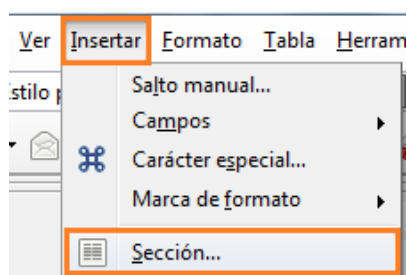 Ver Insertar Formato Tabla Herram
stilo
Salto manual...
Campos
Carácter especial...
Marca de formato
Sección...